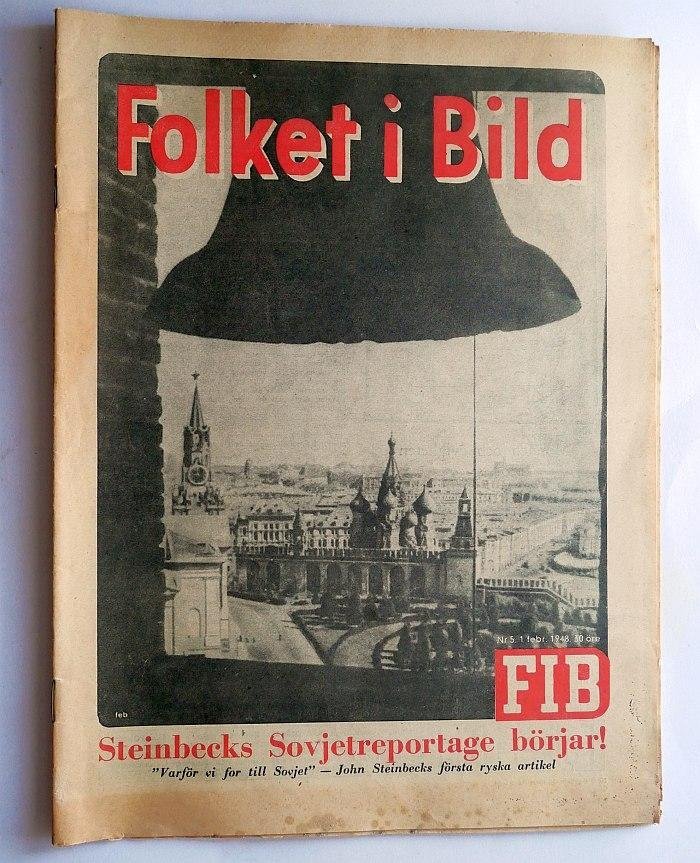 Folket i Bild
Nr 5. 1 febr. 1948. 30 öre
FIB
feb
Steinbecks Sovjetreportage börjar!
"Varför vi for till Sovjet" — John Steinbecks första ryska artikel